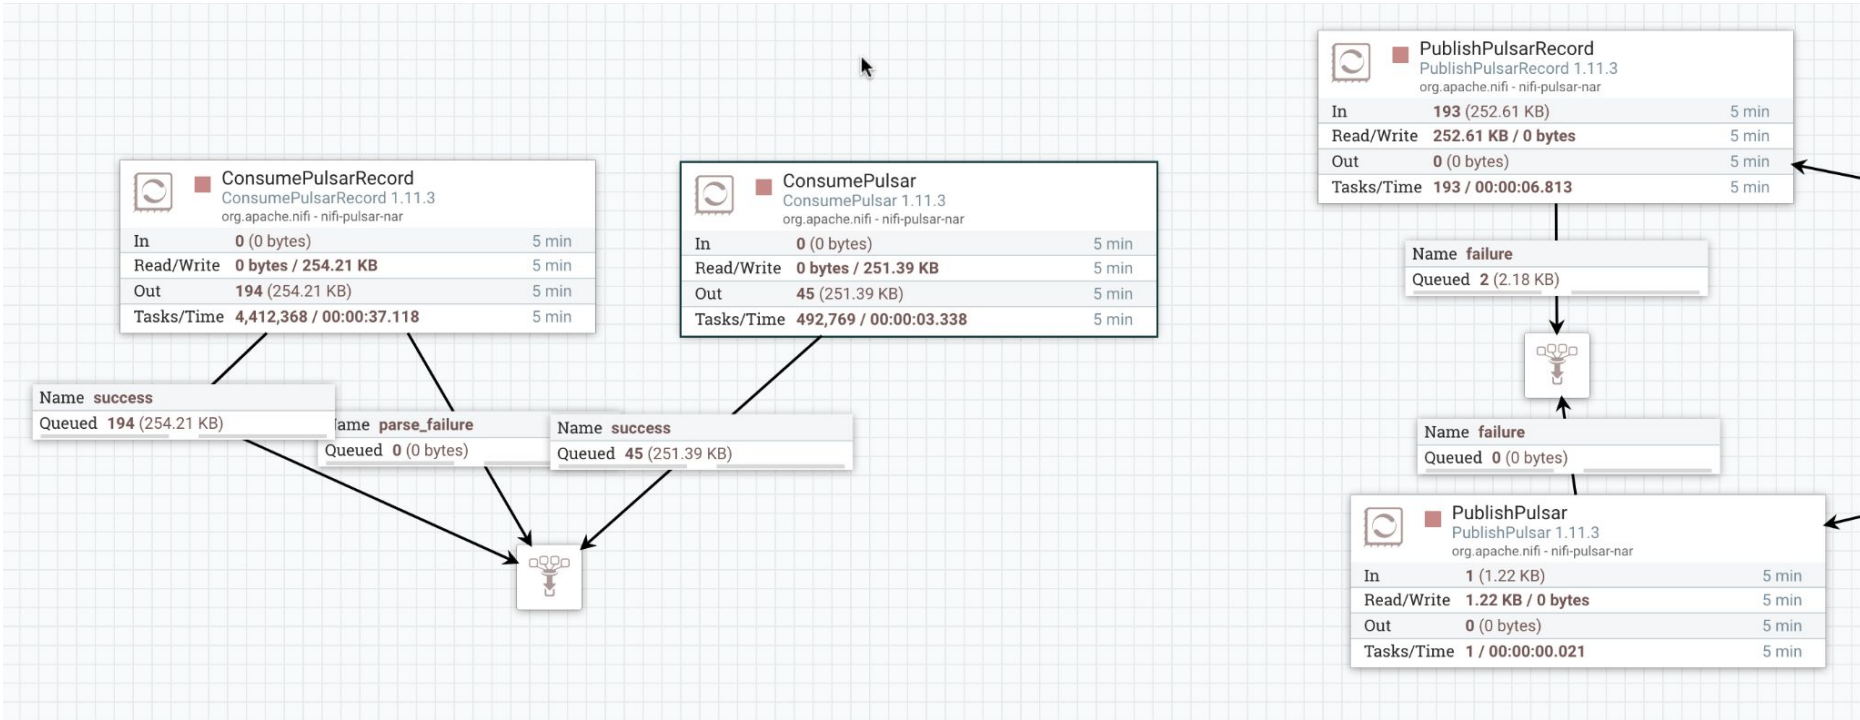 ConsumePulsarRecord
ConsumePulsarRecord 1.11.3
org.apache.nifi - nifi-pulsar-nar
In 0 (0 bytes) 5 min
Read/Write 0 bytes / 254.21 KB 5 min
Out 194 (254.21 KB) 5 min
Tasks/Time 4,412,368 / 00:00:37.118 5 min
Name success
Queued 194 (254.21 KB)
ame parse_failure
Queued 0 (0 bytes)
ConsumePulsar
ConsumePulsar 1.11.3
org.apache.nifi - nifi-pulsar-nar
In 0 (0 bytes) 5 min
Read/Write 0 bytes / 251.39 KB 5 min
Out 45 (251.39 KB) 5 min
Tasks/Time 492,769 / 00:00:03.338 5 min
Name success
Queued 45 (251.39 KB)
PublishPulsarRecord
PublishPulsarRecord 1.11.3
org.apache.nifi - nifi-pulsar-nar
In 193 (252.61 KB) 5 min
Read/Write 252.61 KB / 0 bytes 5 min
Out 0 (0 bytes) 5 min
Tasks/Time 193 / 00:00:06.813 5 min
Name failure
Queued 2 (2.18 KB)
Name failure
Queued 0 (0 bytes)
PublishPulsar
PublishPulsar 1.11.3
org.apache.nifi - nifi-pulsar-nar
In 1 (1.22 KB) 5 min
Read/Write 1.22 KB / 0 bytes 5 min
Out 0 (0 bytes) 5 min
Tasks/Time 1 / 00:00:00.021 5 min